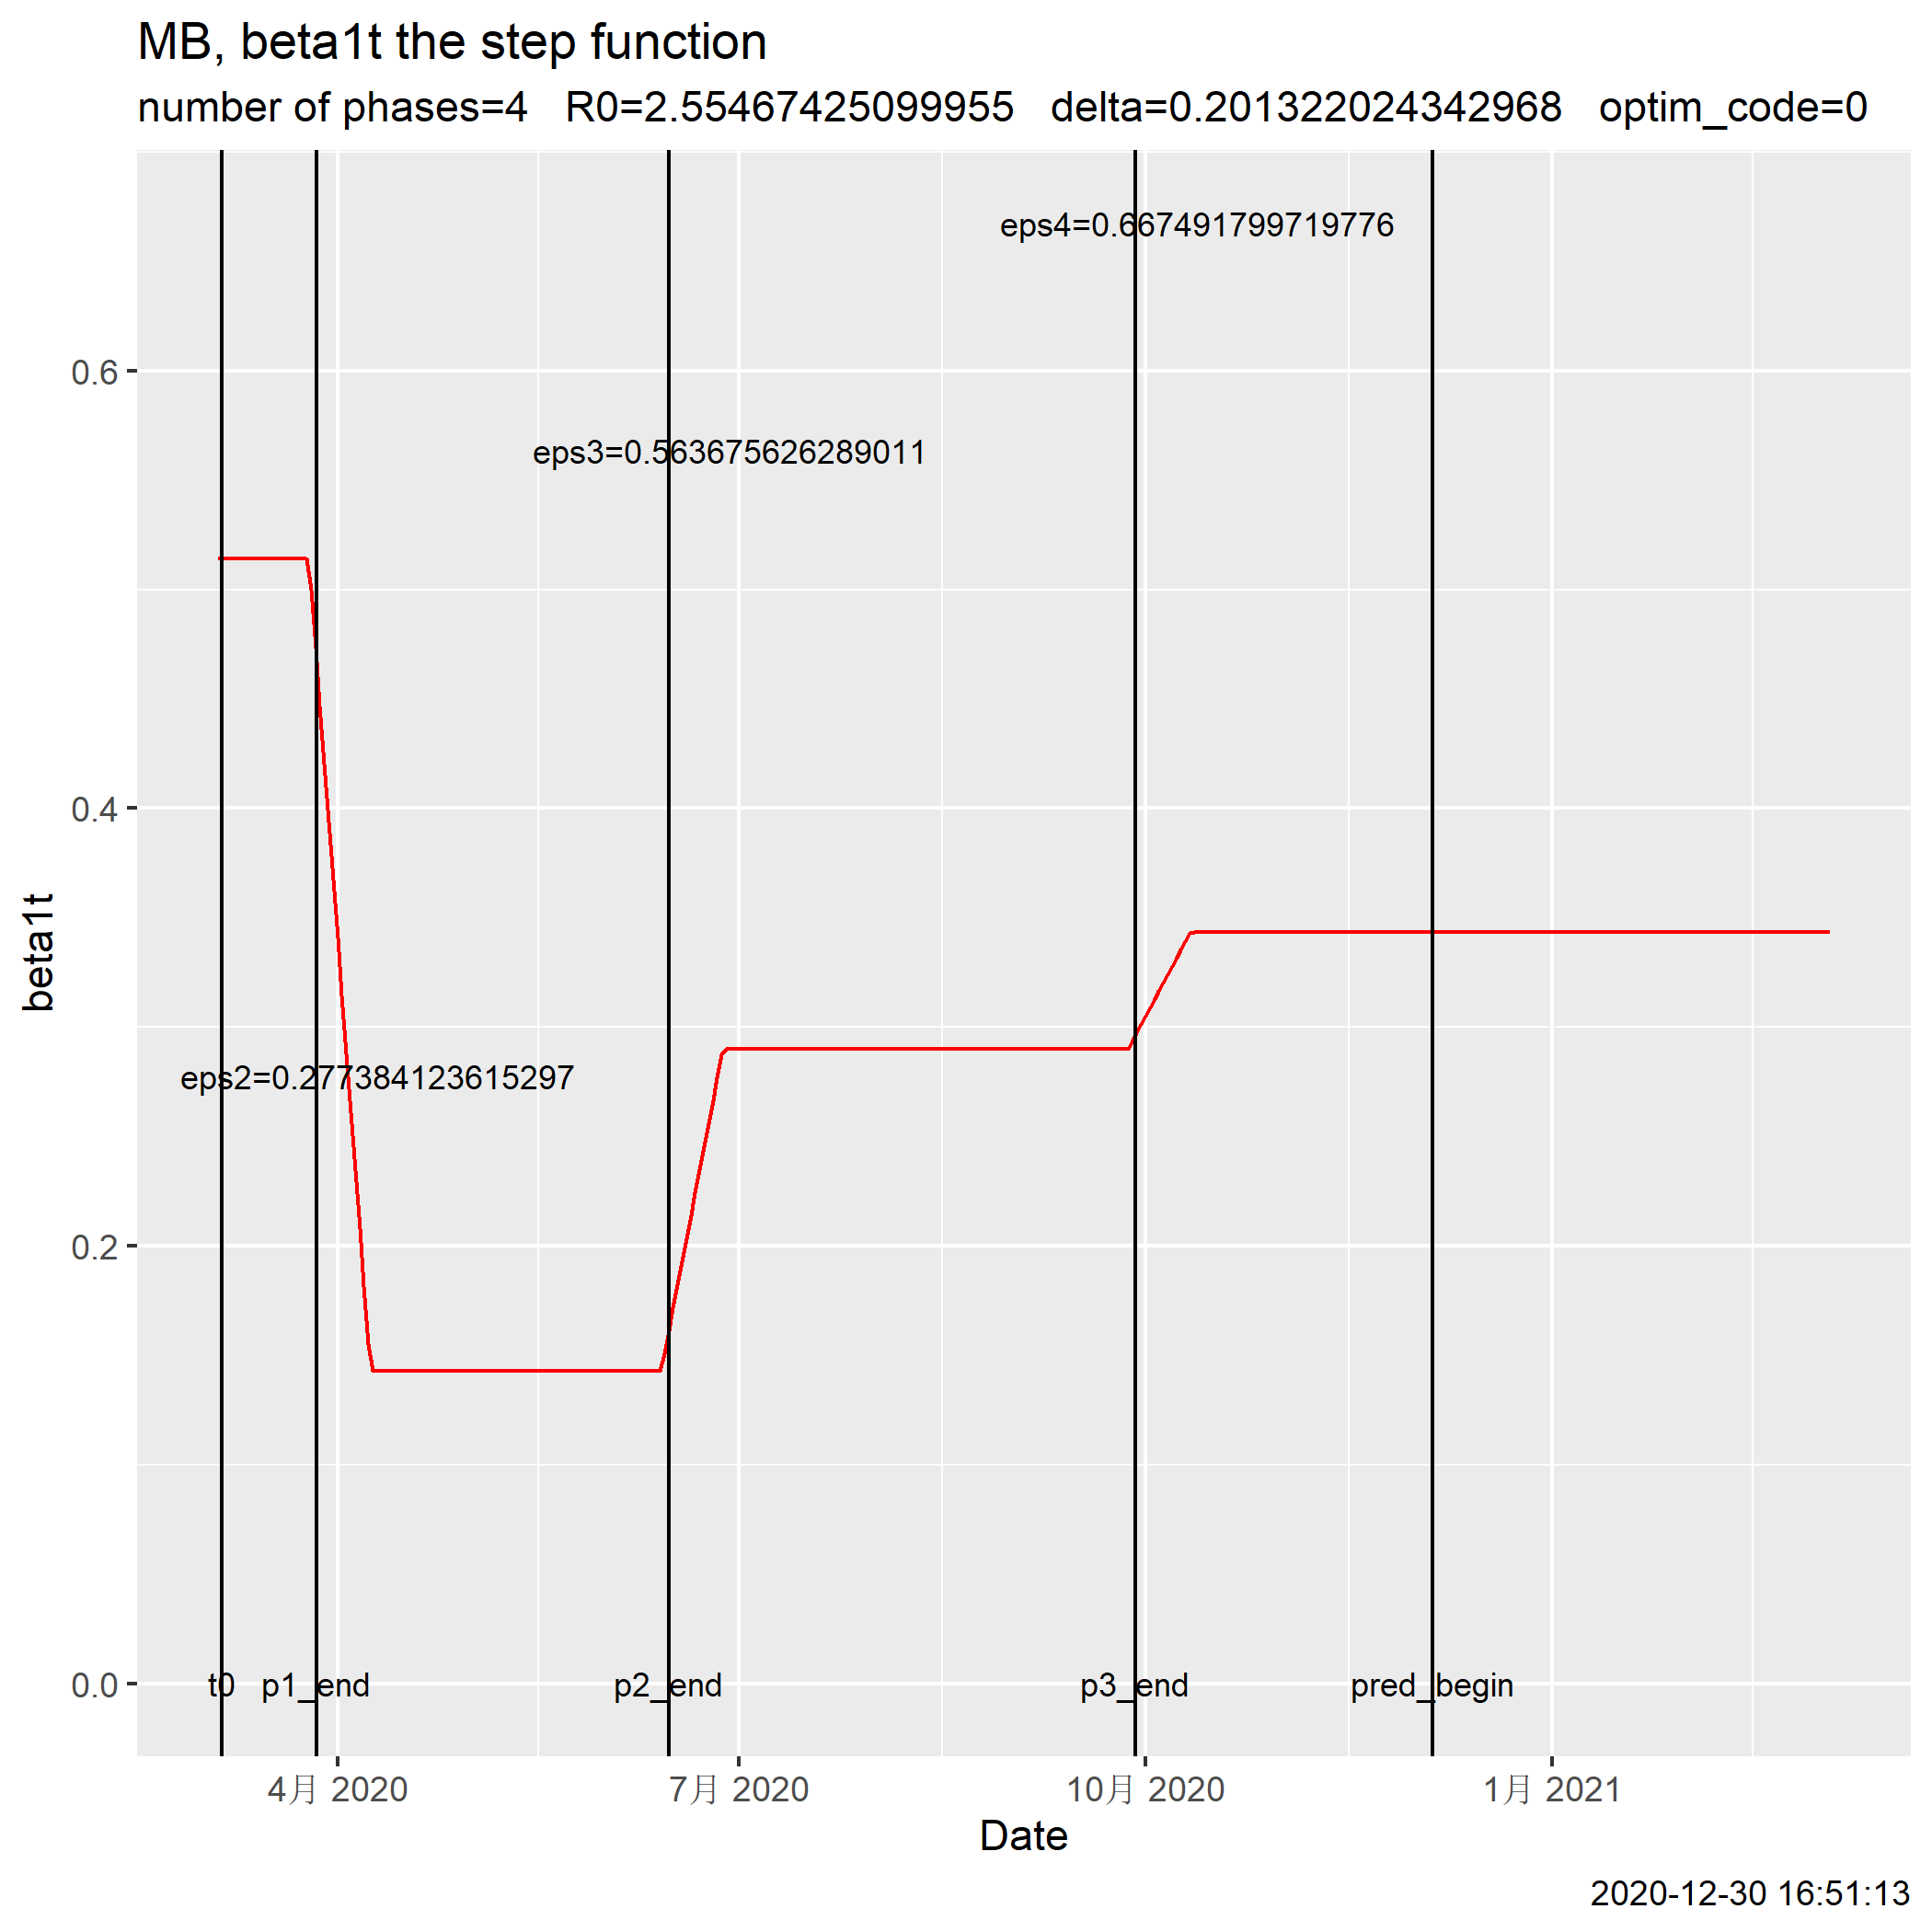 MB, beta1t the step function
number of phases=4   R0=2.55467425099955   delta=0.201322024342968   optim_code=0
eps4=0.667491799719776
0.6
eps3=0.563675626289011
0.4
beta1t
eps2=0.277384123615297
0.2
0.0
t0 p1_end p2_end p3_end pred_begin
4月 2020 7月 2020 10月 2020 1月 2021
Date
2020-12-30 16:51:13